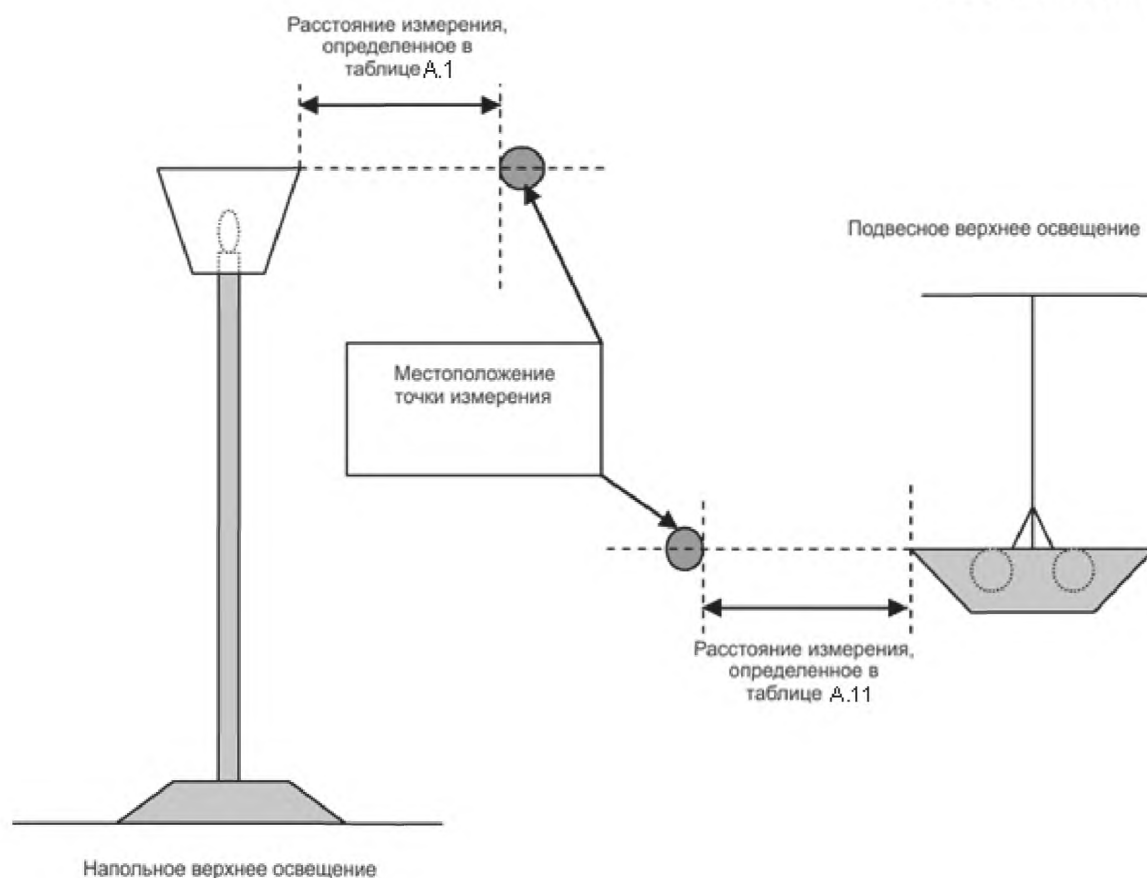 Расстояние измерения,
определенное в
таблице А.1
Подвесное верхнее освещение
Местоположение
точки измерения
Расстояние измерения,
определенное в
таблице А.11
Напольное верхнее освещение